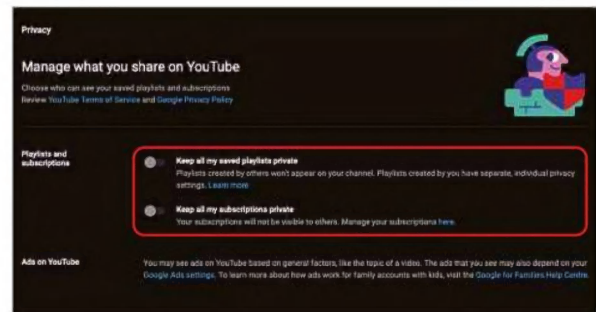 Privacy
Manage what you share on YouTube
Choose who can see your saved playlists and subscriptions
Review YouTube Terms of Service and Google Privacy Policy
Playlists and
subscriptions
Keep all my saved playlists private
Playlists created by others won't appear on your channel. Playlists created by you have separate, individual privacy
settings. Learn more
Keep all my subscriptions private
Your subscriptions will not be visible to others. Manage your subscriptions here.
Ads on YouTube
You may see ads on YouTube based on general factors, like the topic of a video. The ads that you see may also depend on your
Google Ads settings. To learn more about how ads work for family accounts with kids, visit the Google for Families Help Centre.